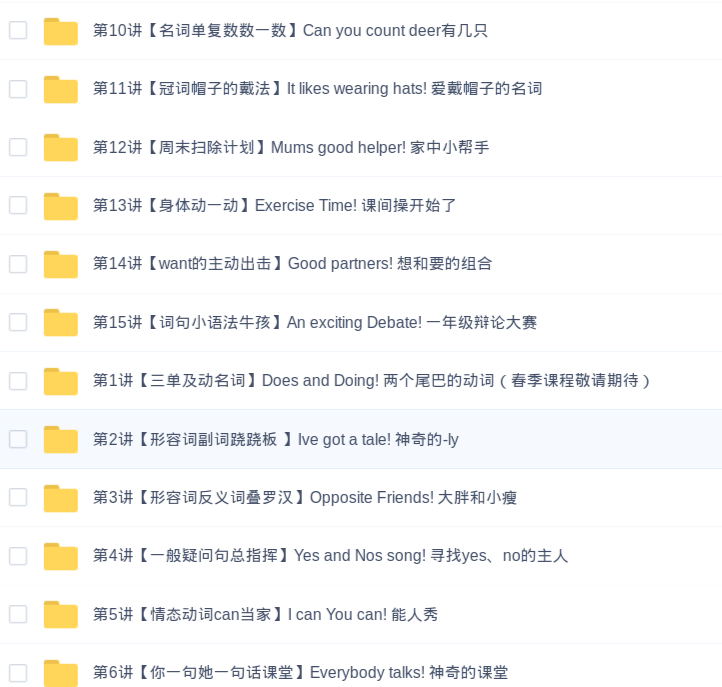 第10讲【名词单复数数一数】Can you count deer有几只
第11讲【冠词帽子的戴法】It likes wearing hats! 爱戴帽子的名词
第12讲【周末扫除计划】Mums good helper! 家中小帮手
第13讲【身体动一动】Exercise Time! 课间操开始了
第14讲【want的主动出击】Good partners! 想和要的组合
第15讲【词句小语法牛孩】An exciting Debate! 一年级辩论大赛
第1讲【三单及动名词】Does and Doing! 两个尾巴的动词（春季课程敬请期待）
第2讲【形容词副词跷跷板 】Ive got a tale! 神奇的-ly
第3讲【形容词反义词叠罗汉】Opposite Friends! 大胖和小瘦
第4讲【一般疑问句总指挥】Yes and Nos song! 寻找yes、no的主人
第5讲【情态动词can当家】I can You can! 能人秀
第6讲【你一句她一句话课堂】Everybody talks! 神奇的课堂